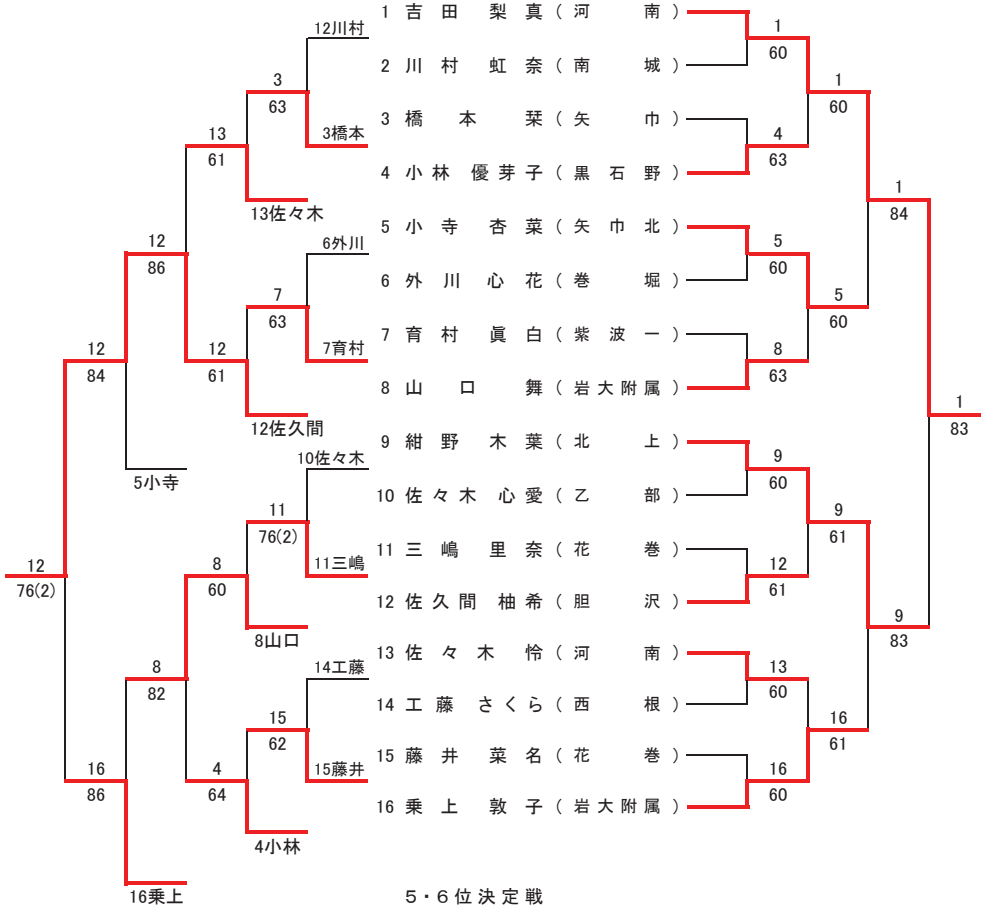 1 吉田 梨真 ( 河南 )
2 川村 虹奈 ( 南城 )
3 橋本 栞 ( 矢巾 )
4 小林 優芽子 ( 黒石野 )
5 小寺 杏菜 ( 矢巾北 )
6 外川 心花 ( 巻堀 )
7 育村 眞白 ( 紫波一 )
8 山口 舞 ( 岩大附属 )
9 紺野 木葉 ( 北上 )
10 佐々木 心愛 ( 乙部 )
11 三嶋 里奈 ( 花巻 )
12 佐久間 柚希 ( 胆沢 )
13 佐々木 怜 ( 河南 )
14 工藤 さくら ( 西根 )
15 藤井 菜名 ( 花巻 )
16 乗上 敦子 ( 岩大附属 )
1
60
4
63
5
60
8
63
9
60
12
61
13
60
16
60
1
60
5
60
9
61
16
61
1
84
9
83
1
83
12川村
3橋本
6外川
7育村
10佐々木
11三嶋
14工藤
15藤井
3
63
7
63
11
76(2)
15
62
13佐々木
12佐久間
8山口
4小林
13
61
12
61
8
60
4
64
12
86
8
82
5小寺
16乗上
12
84
16
86
12
76(2)
5・6位決定戦